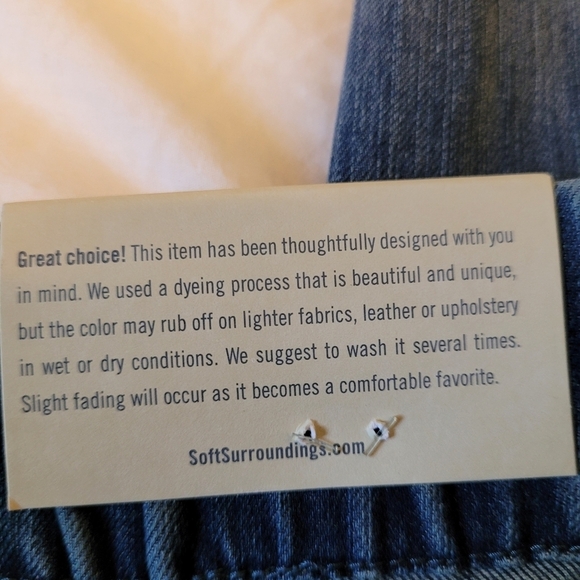 Great choice! This item has been thoughtfully designed with you
in mind. We used a dyeing process that is beautiful and unique,
but the color may rub off on lighter fabrics, leather or upholstery
in wet or dry conditions. We suggest to wash it several times.
Slight fading will occur as it becomes a comfortable favorite.
SoftSurroundings.com